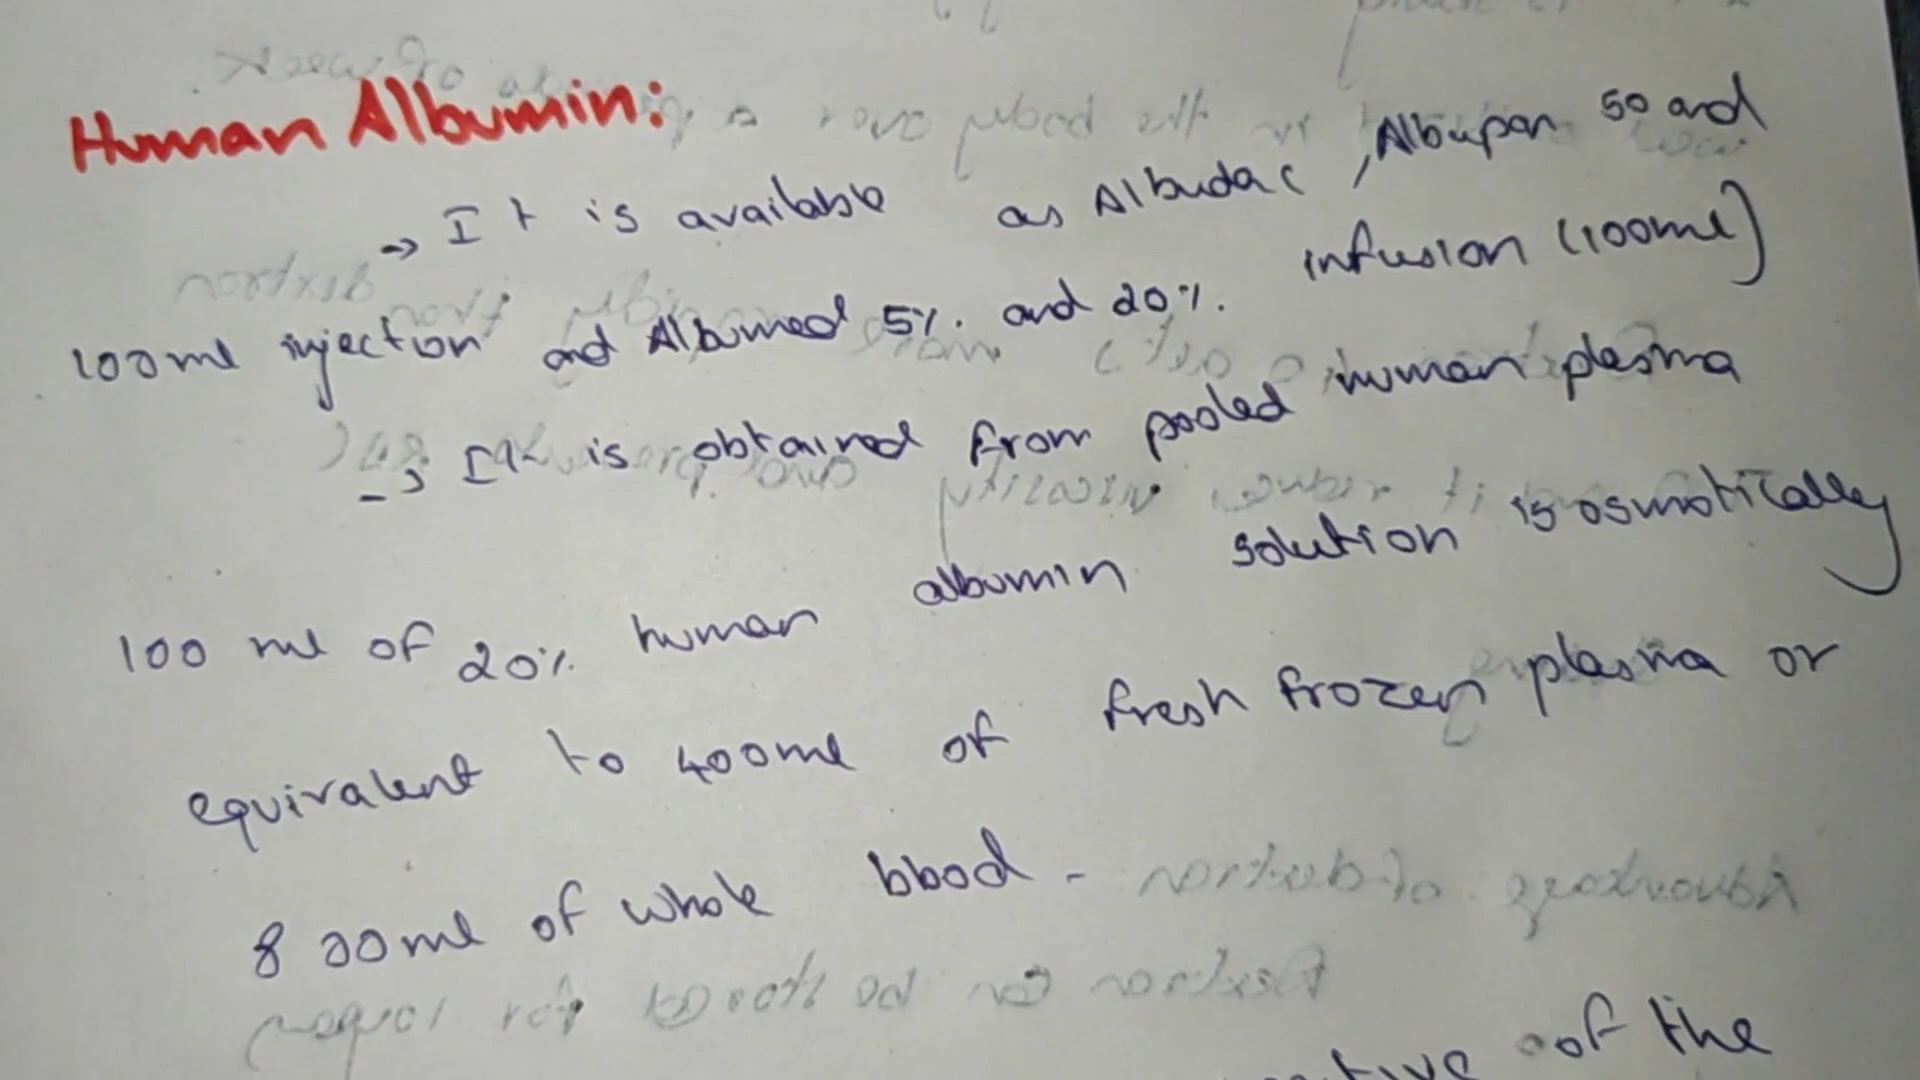 Human Albumin:
→ It is available as Albudac, Albupan 50 and
100ml injection and Albumed 5%. and 20%. infusion (100ml)
→ It is obtained from pooled human plasma
100 ml of 20% human albumin solution is osmotically
equivalent to 400ml of fresh frozen plasma or
800ml of whole blood.
of the